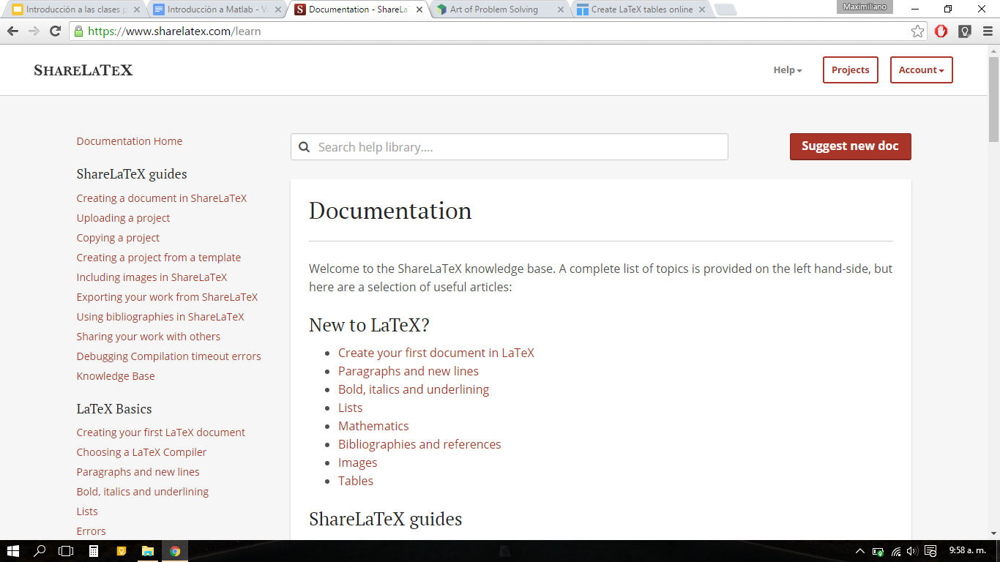 Introducción a las clases p
Introducción a Matlab - Ve
Documentation - ShareLaT
Art of Problem Solving
Create LaTeX tables online
Maximiliano
https://www.sharelatex.com/learn
SHARELATEX
Help
Projects
Account
Documentation Home
ShareLaTeX guides
Creating a document in ShareLaTeX
Uploading a project
Copying a project
Creating a project from a template
Including images in ShareLaTeX
Exporting your work from ShareLaTeX
Using bibliographies in ShareLaTeX
Sharing your work with others
Debugging Compilation timeout errors
Knowledge Base
LaTeX Basics
Creating your first LaTeX document
Choosing a LaTeX Compiler
Paragraphs and new lines
Bold, italics and underlining
Lists
Errors
Search help library....
Suggest new doc
Documentation
Welcome to the ShareLaTeX knowledge base. A complete list of topics is provided on the left hand-side, but
here are a selection of useful articles:
New to LaTeX?
Create your first document in LaTeX
Paragraphs and new lines
Bold, italics and underlining
Lists
Mathematics
Bibliographies and references
Images
Tables
ShareLaTeX guides
9:58 a. m.